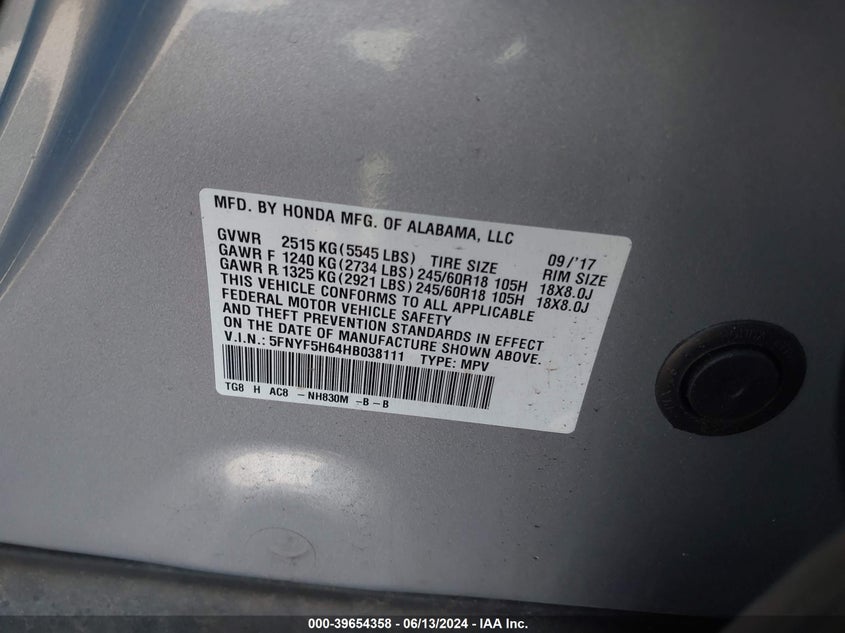 MFD. BY HONDA MFG. OF ALABAMA, LLC
GVWR 2515 KG(5545 LBS) TIRE SIZE 09/'17 RIM SIZE
GAWR F 1240 KG(2734 LBS)245/60R18 105H 18X8.0J
GAWR R 1325 KG(2921 LBS)245/60R18 105H 18X8.0J
THIS VEHICLE CONFORMS TO ALL APPLICABLE
FEDERAL MOTOR VEHICLE SAFETY
AND THEFT PREVENTION STANDARDS IN EFFECT
ON THE DATE OF MANUFACTURE SHOWN ABOVE.
V.I.N.: 5FNYF5H64HB038111 TYPE: MPV
TG8 H AC8 -NH830M -B-B
000-39654358 - 06/13/2024 - IAA Inc.